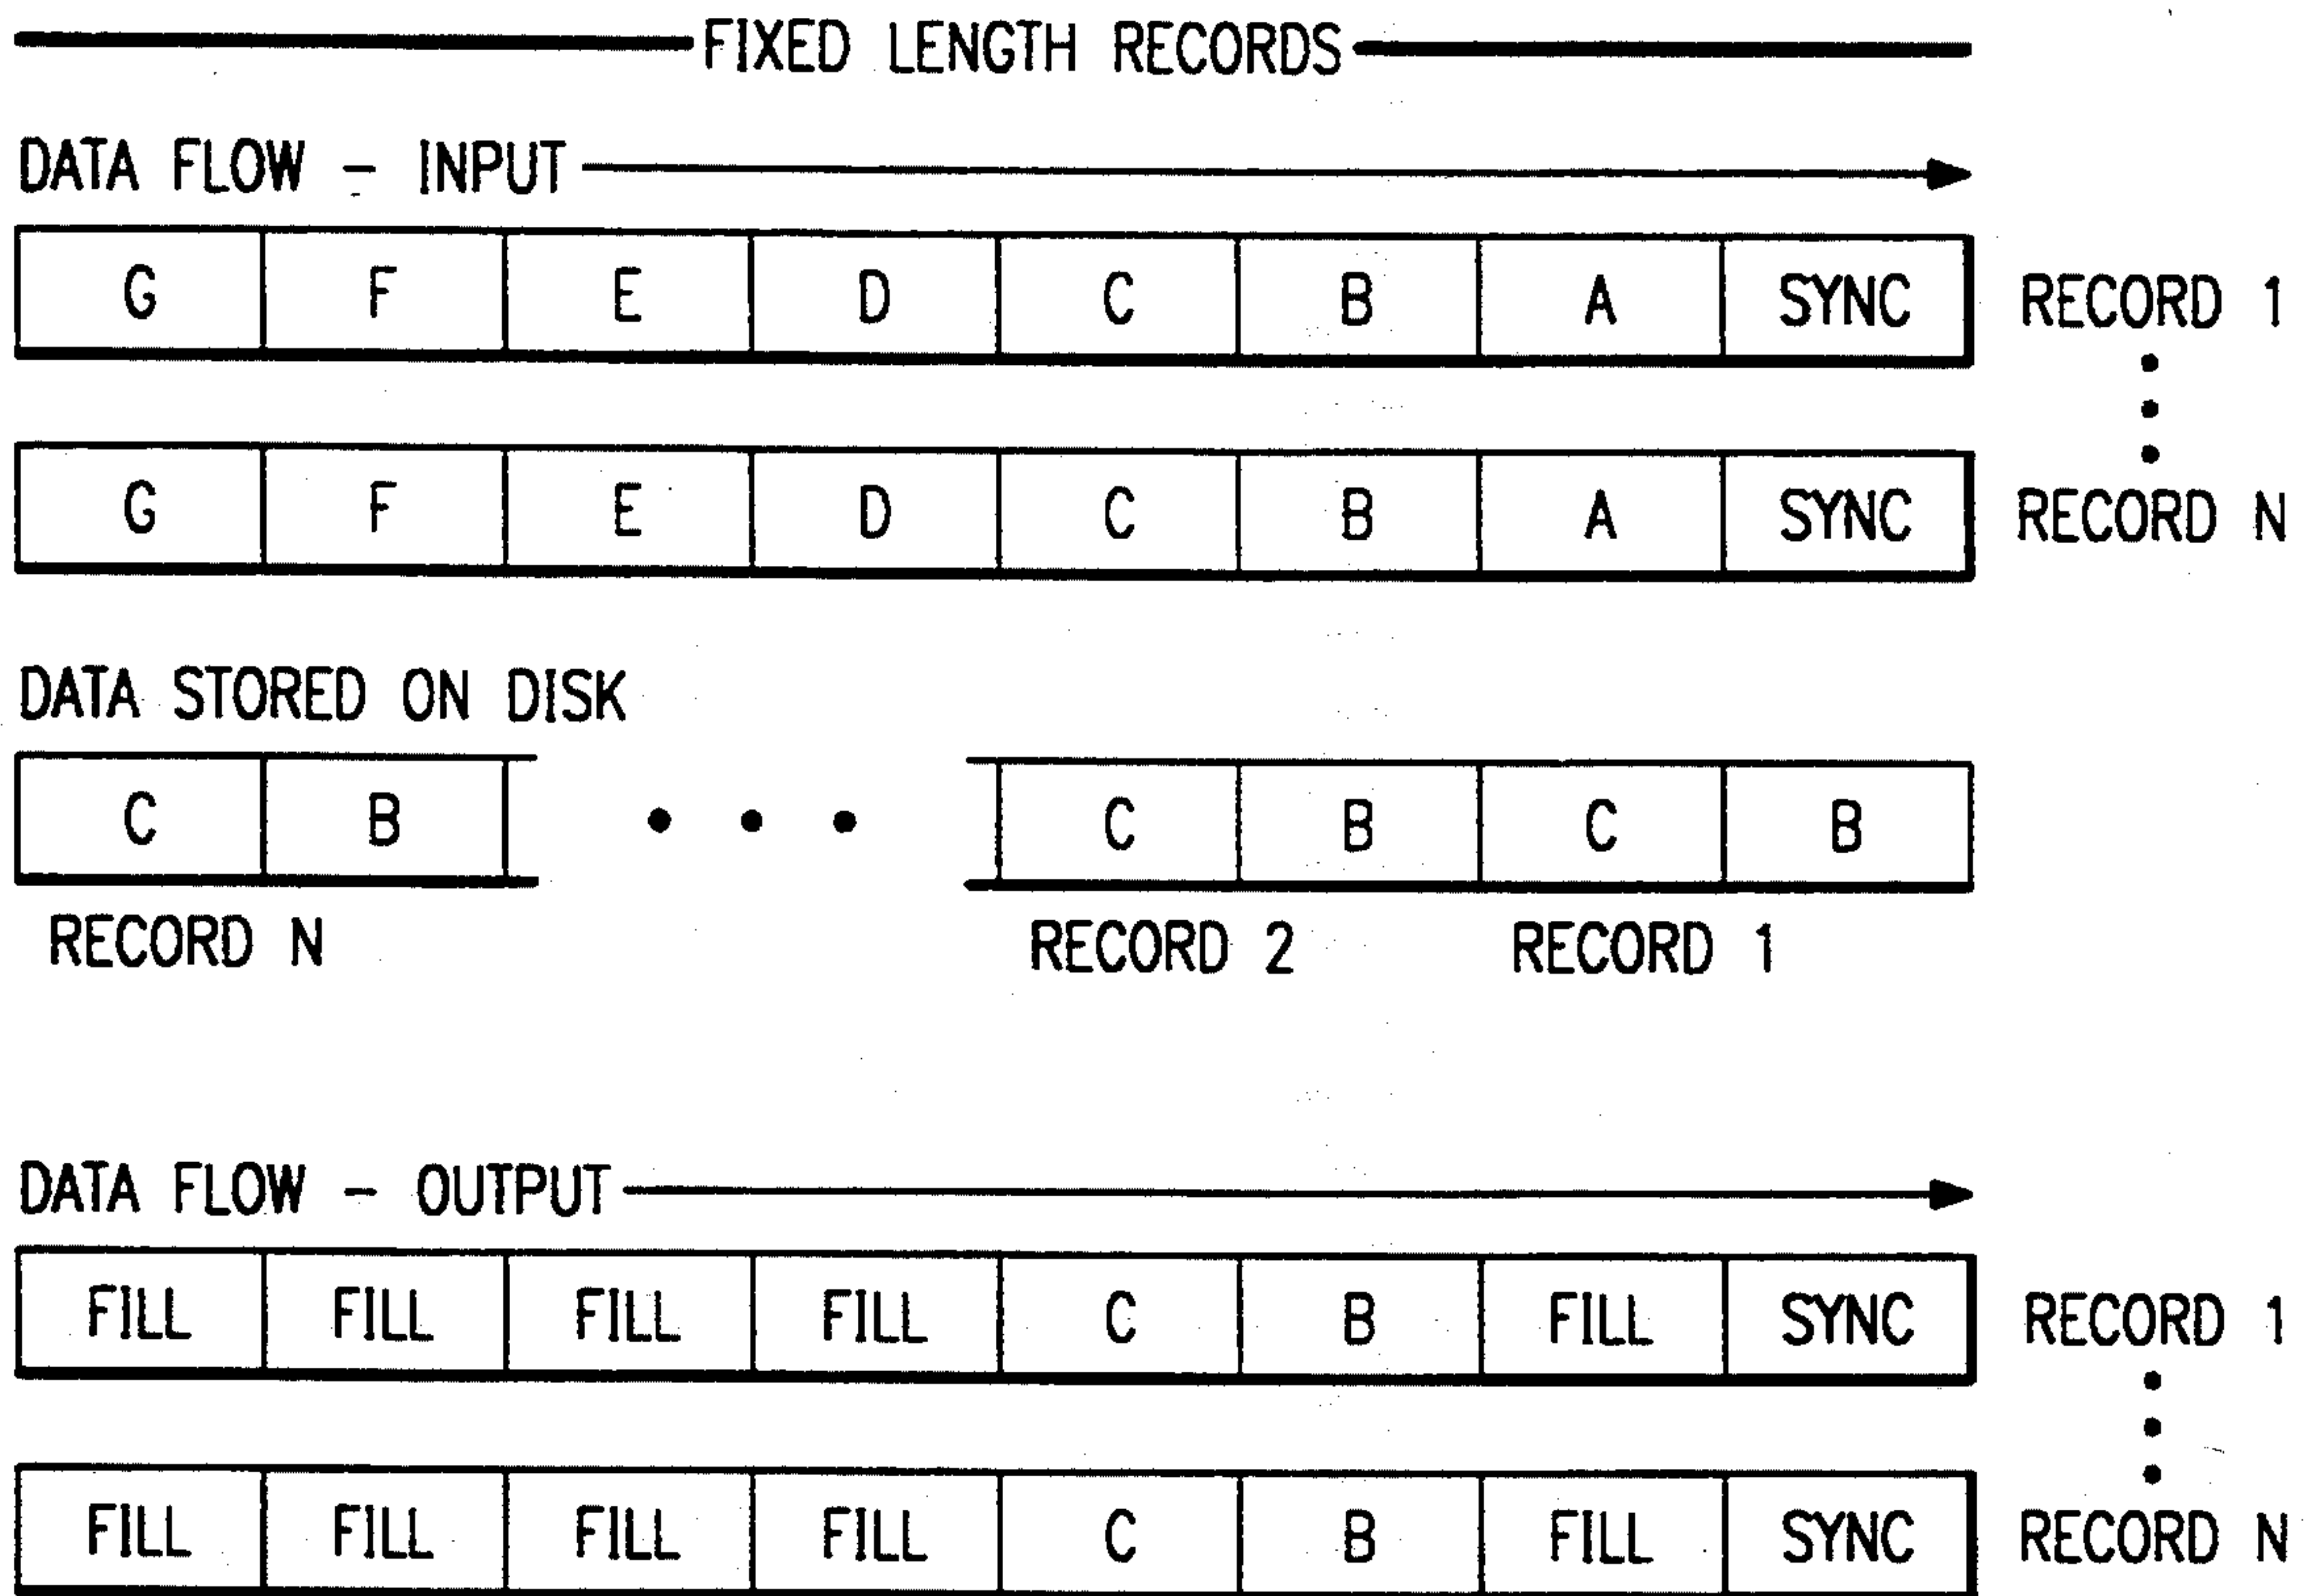 FIXED LENGTH RECORDS
DATA FLOW - INPUT
G F E D C B A SYNC RECORD 1
G F E D C B A SYNC RECORD N
DATA STORED ON DISK
C B • • • C B C B
RECORD N RECORD 2 RECORD 1
DATA FLOW - OUTPUT
FILL FILL FILL FILL C B FILL SYNC RECORD 1
FILL FILL FILL FILL C B FILL SYNC RECORD N